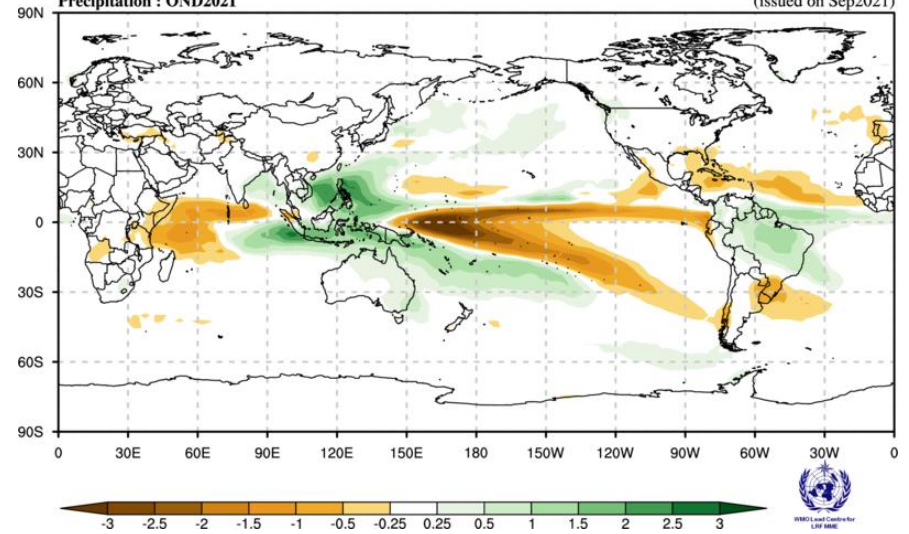 Precipitation : OND2021
(issued on Sep2021)
90N
60N
30N
0
30S
60S
90S
0 30E 60E 90E 120E 150E 180 150W 120W 90W 60W 30W 0
-3 -2.5 -2 -1.5 -1 -0.5 -0.25 0.25 0.5 1 1.5 2 2.5 3
WMO Lead Centre for
LRF MME